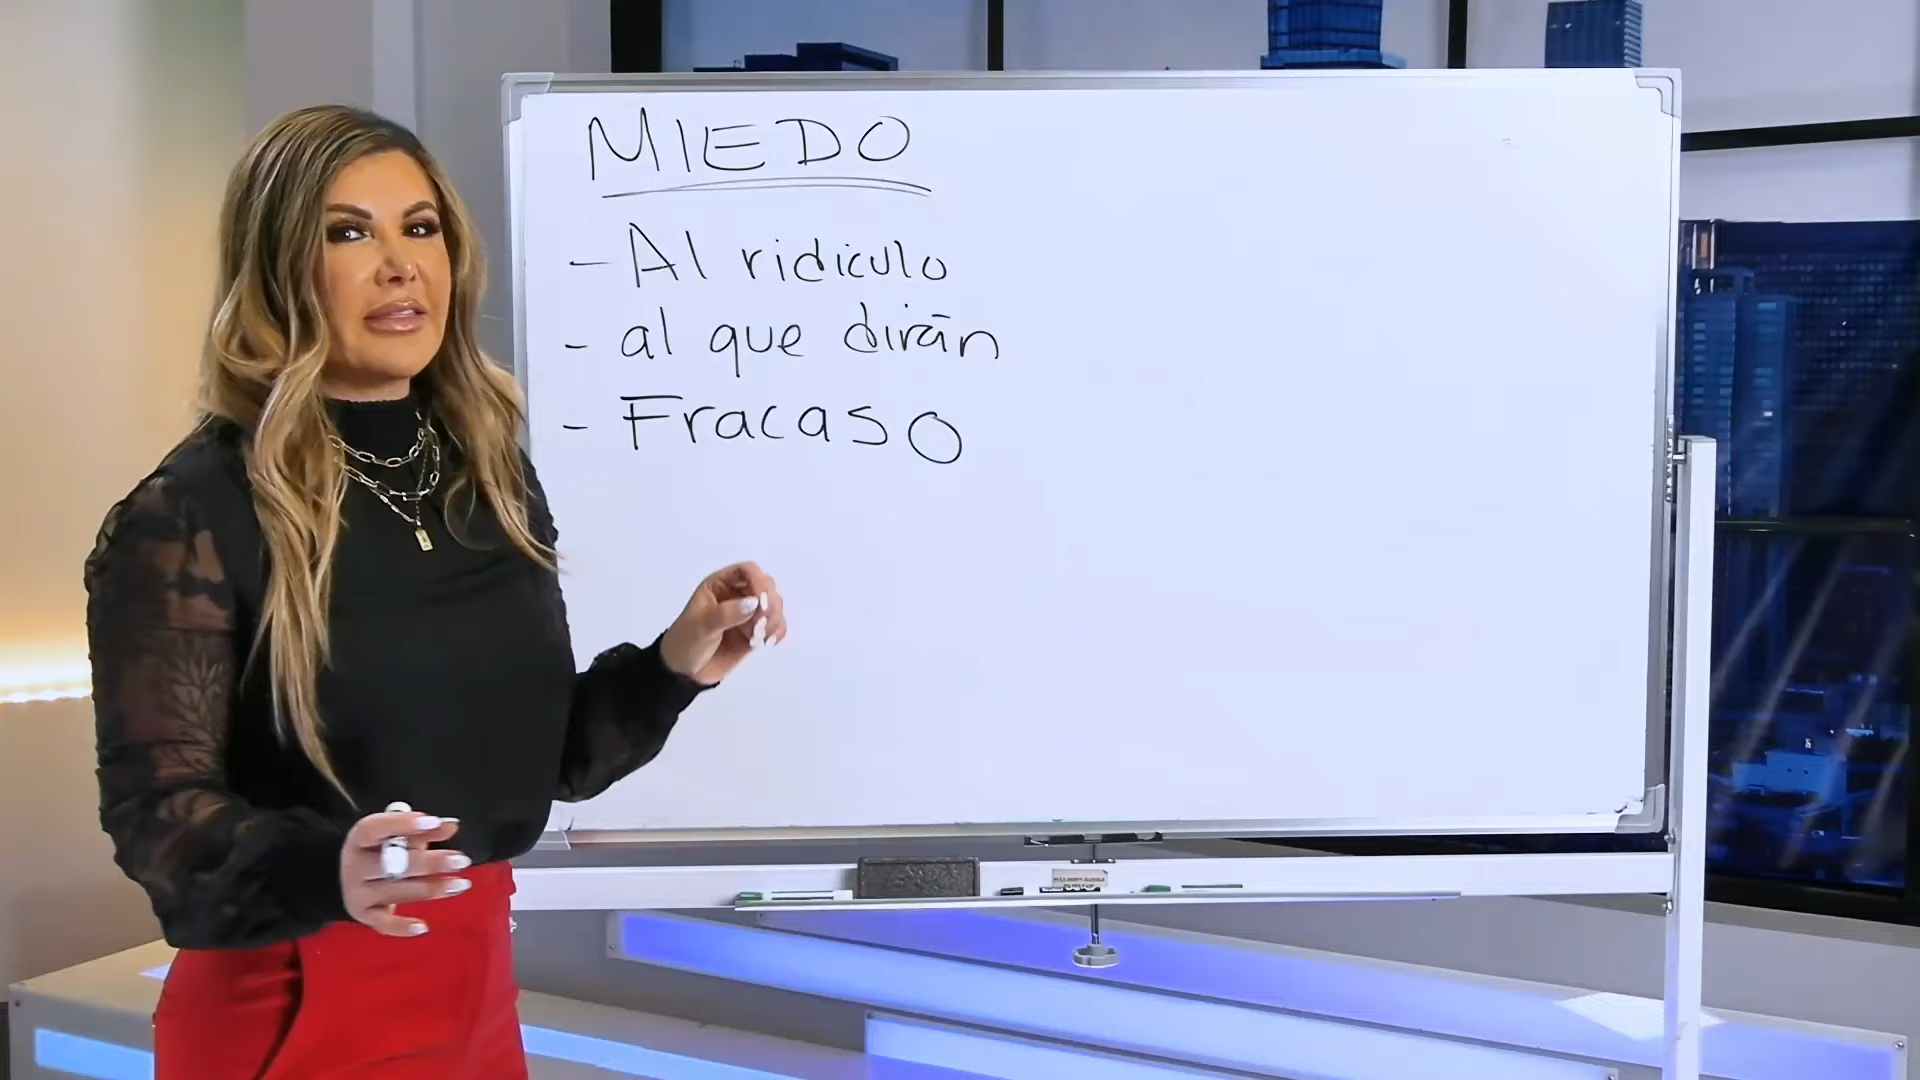 MIEDO
- Al ridiculo
- al que dirán
- Fracaso